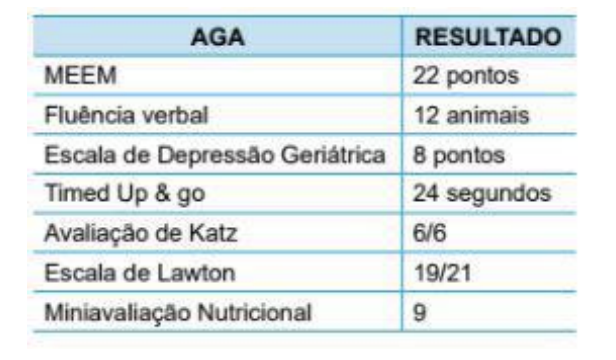 AGA RESULTADO
MEEM 22 pontos
Fluência verbal 12 animais
Escala de Depressão Geriátrica 8 pontos
Timed Up & go 24 segundos
Avaliação de Katz 6/6
Escala de Lawton 19/21
Miniavaliação Nutricional 9